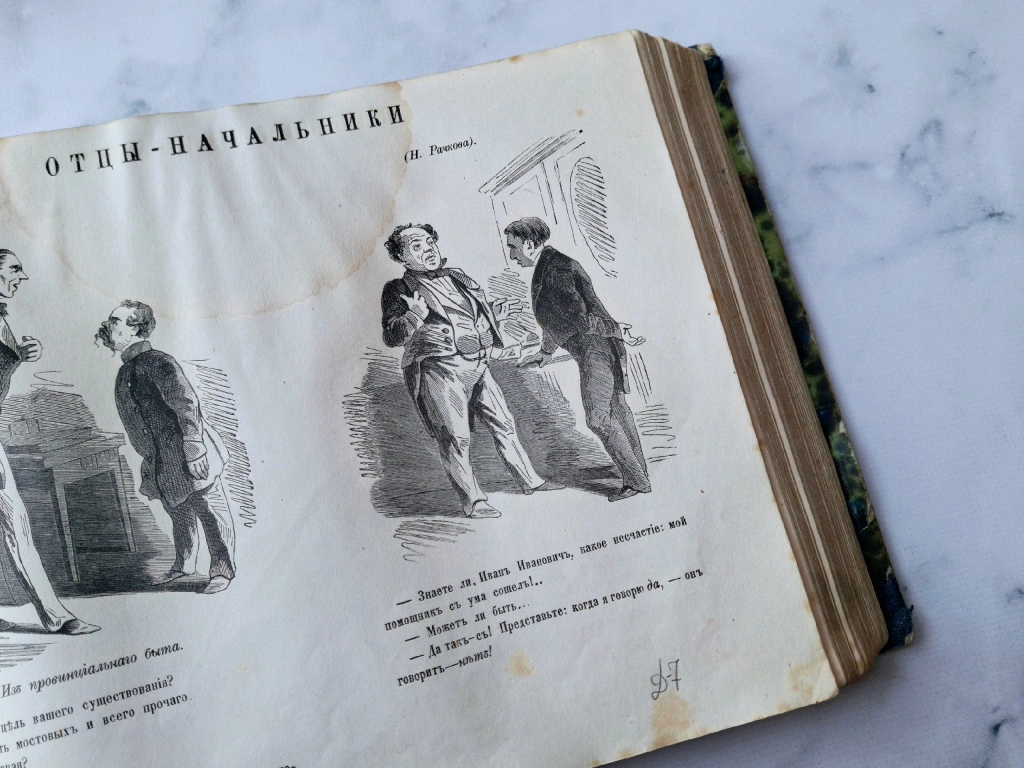 ОТЦЫ-НАЧАЛЬНИКИ
(Н. Рачкова).
— Знаете ли, Иванъ Ивановичъ, какое несчастіе: мой
помощникъ съ ума сошелъ!..
— Можетъ ли быть...
— Да такъ-съ! Представьте: когда я говорю да, — онъ
говоритъ—нѣтъ!
Изъ провинціальнаго быта.
цѣль вашего существованія?
мостовыхъ и всего прочаго.
Д-7